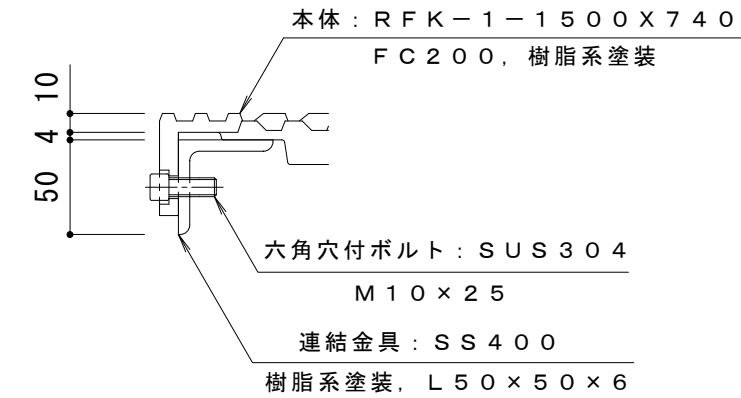 本体：ＲＦＫ－１－１５００Ｘ７４０
ＦＣ２００，樹脂系塗装
10
4
50
六角穴付ボルト：ＳＵＳ３０４
Ｍ１０×２５
連結金具：ＳＳ４００
樹脂系塗装，Ｌ５０×５０×６